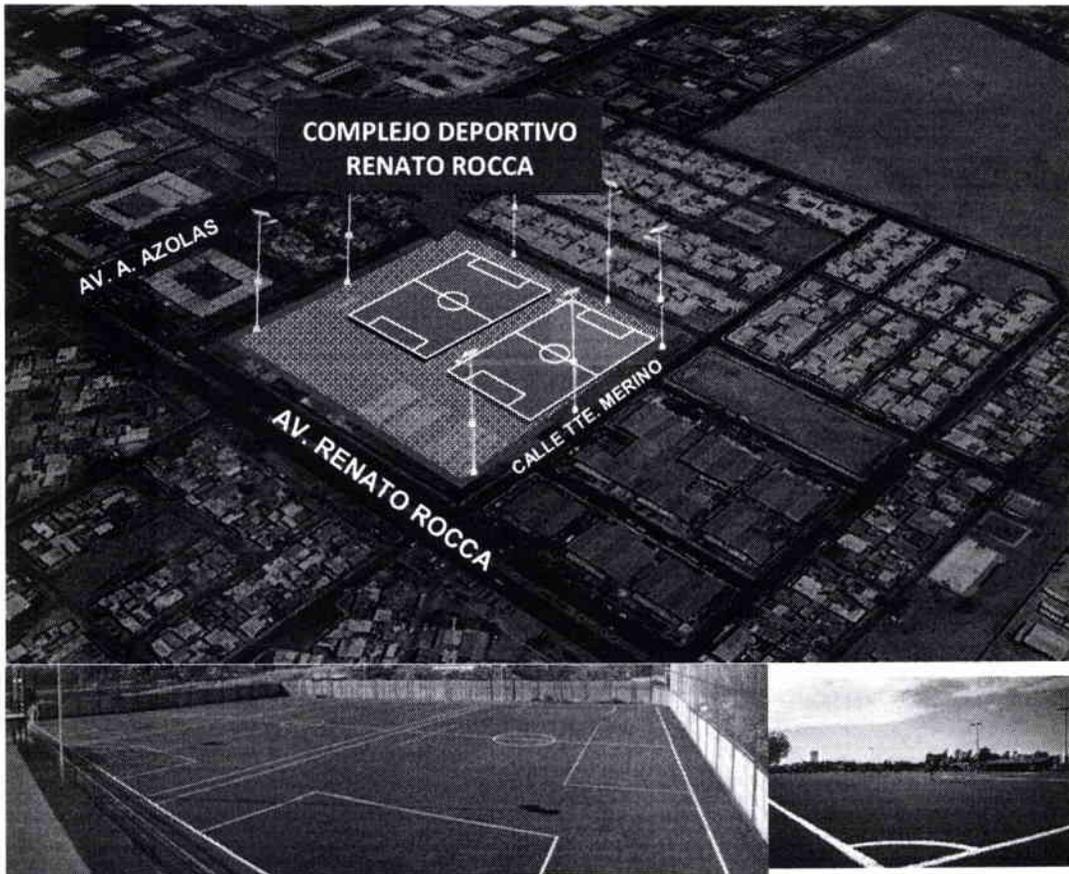 COMPLEJO DEPORTIVO
RENATO ROCCA
AV. A. AZOLAS
AV. RENATO ROCCA
CALLE TTE. MERINO